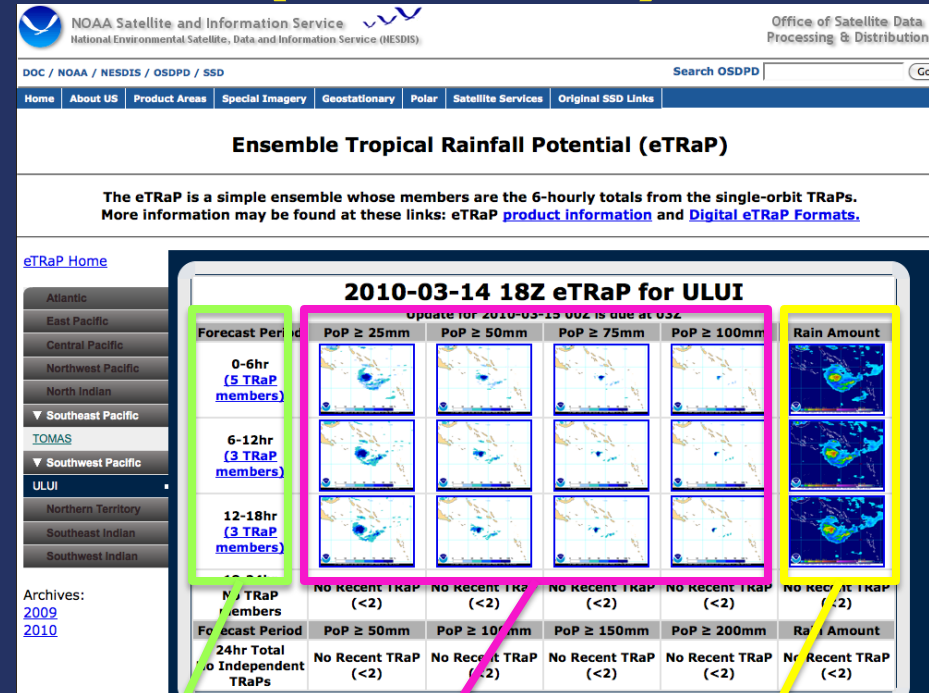 NOAA Satellite and Information Service
National Environmental Satellite, Data and Information Service (NESDIS)
Office of Satellite Data
Processing & Distribution
DOC / NOAA / NESDIS / OSDPD / SSD
Search OSDPD
Home About US Product Areas Special Imagery Geostationary Polar Satellite Services Original SSD Links
Ensemble Tropical Rainfall Potential (eTRaP)
The eTRaP is a simple ensemble whose members are the 6-hourly totals from the single-orbit TRaPs.
More information may be found at these links: eTRaP product information and Digital eTRaP Formats.
eTRaP Home
Atlantic
East Pacific
Central Pacific
Northwest Pacific
North Indian
▼ Southeast Pacific
TOMAS
▼ Southwest Pacific
ULUI
Northern Territory
Southeast Indian
Southwest Indian
Archives:
2009
2010
2010-03-14 18Z eTRaP for ULUI
Update for 2010-03-15 00Z is due at 03Z
Forecast Period PoP ≥ 25mm PoP ≥ 50mm PoP ≥ 75mm PoP ≥ 100mm Rain Amount
0-6hr
(5 TRaP
members)
6-12hr
(3 TRaP
members)
12-18hr
(3 TRaP
members)
18-24hr
No TRaP
members
No Recent TRaP No Recent TRaP No Recent TRaP No Recent TRaP No Recent TRaP
(<2) (<2) (<2) (<2) (<2)
Forecast Period PoP ≥ 50mm PoP ≥ 100mm PoP ≥ 150mm PoP ≥ 200mm Rain Amount
24hr Total
No Independent
TRaPs
No Recent TRaP No Recent TRaP No Recent TRaP No Recent TRaP No Recent TRaP
(<2) (<2) (<2) (<2) (<2)